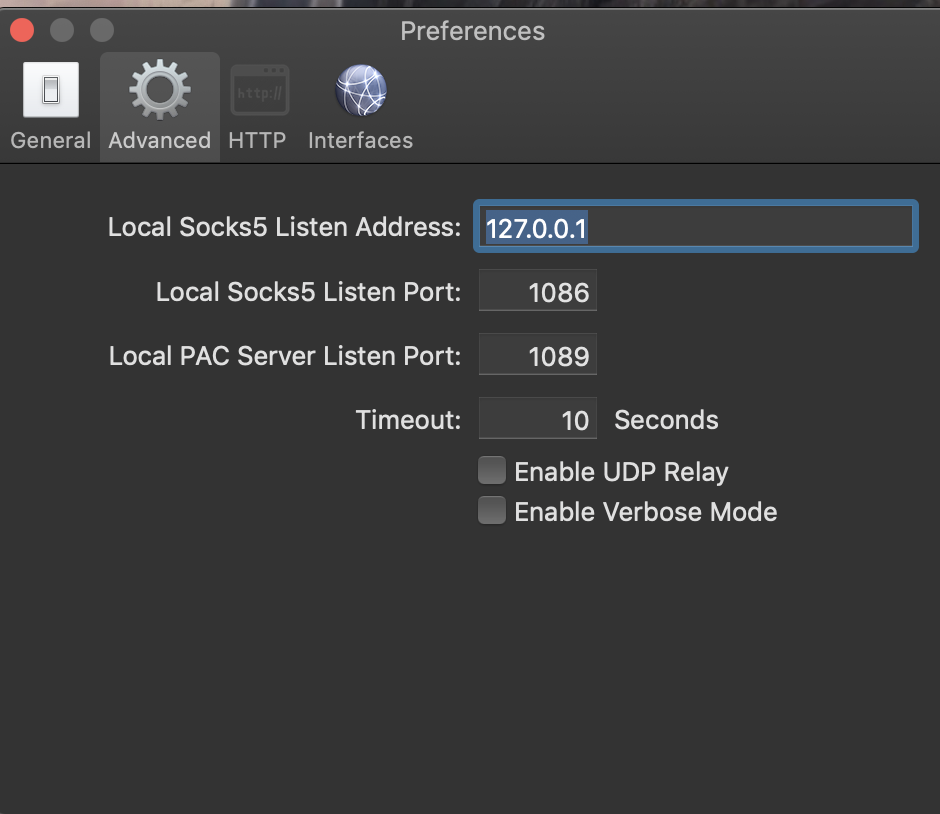 Preferences
http://
General Advanced HTTP Interfaces
Local Socks5 Listen Address: 127.0.0.1
Local Socks5 Listen Port: 1086
Local PAC Server Listen Port: 1089
Timeout: 10 Seconds
Enable UDP Relay
Enable Verbose Mode